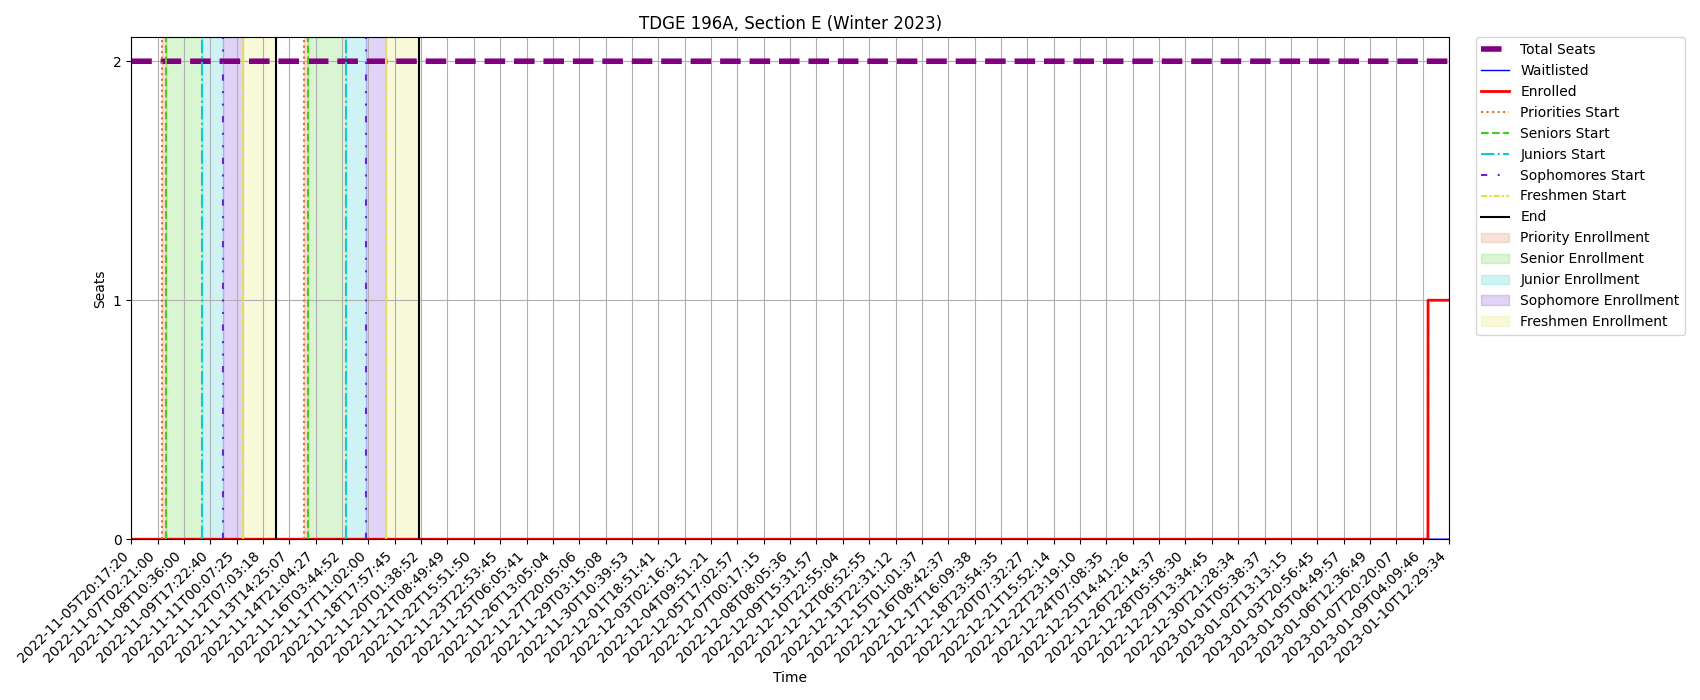 TDGE 196A, Section E (Winter 2023)
Seats
2
1
0
2022-11-05T20:17:20
2022-11-07T02:21:00
2022-11-08T10:36:00
2022-11-09T17:22:40
2022-11-11T00:07:25
2022-11-12T07:03:18
2022-11-13T14:25:07
2022-11-14T21:04:27
2022-11-16T03:44:52
2022-11-17T11:02:00
2022-11-18T17:57:45
2022-11-20T01:38:52
2022-11-21T08:49:49
2022-11-22T15:51:50
2022-11-23T22:53:45
2022-11-25T06:05:41
2022-11-26T13:05:04
2022-11-27T20:05:06
2022-11-29T03:15:08
2022-11-30T10:39:53
2022-12-01T18:51:41
2022-12-03T02:16:12
2022-12-04T09:51:21
2022-12-05T17:02:57
2022-12-07T00:17:15
2022-12-08T08:05:36
2022-12-09T15:31:57
2022-12-10T22:55:04
2022-12-12T06:52:55
2022-12-13T22:31:12
2022-12-15T01:01:37
2022-12-16T08:42:37
2022-12-17T16:09:38
2022-12-18T23:54:35
2022-12-20T07:32:27
2022-12-21T15:52:14
2022-12-22T23:19:10
2022-12-24T07:08:35
2022-12-25T14:41:26
2022-12-26T22:14:37
2022-12-28T05:58:30
2022-12-29T13:34:45
2022-12-30T21:28:34
2023-01-01T05:38:37
2023-01-02T13:13:15
2023-01-03T20:56:45
2023-01-05T04:49:57
2023-01-06T12:36:49
2023-01-07T20:20:07
2023-01-09T04:09:46
2023-01-10T12:29:34
Time
Total Seats
Waitlisted
Enrolled
Priorities Start
Seniors Start
Juniors Start
Sophomores Start
Freshmen Start
End
Priority Enrollment
Senior Enrollment
Junior Enrollment
Sophomore Enrollment
Freshmen Enrollment